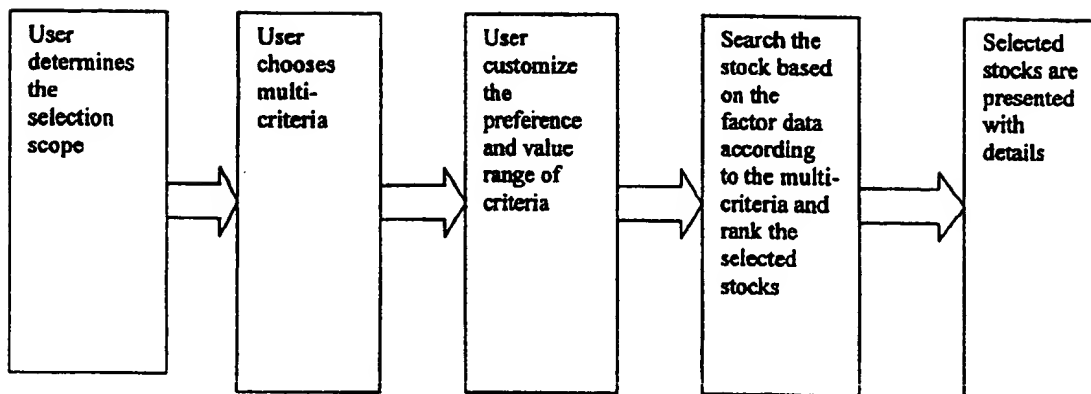 User
determines
the
selection
scope
User
chooses
multi-
criteria
User
customize
the
preference
and value
range of
criteria
Search the
stock based
on the
factor data
according
to the multi-
criteria and
rank the
selected
stocks
Selected
stocks are
presented
with
details